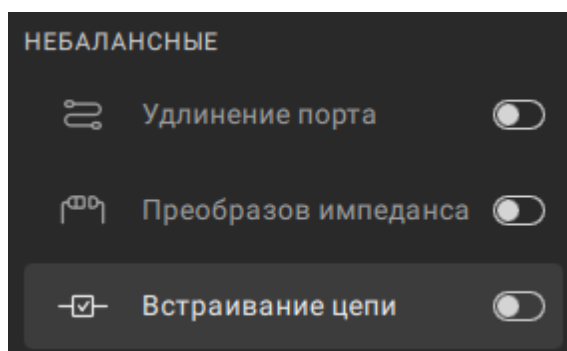 НЕБАЛАНСНЫЕ
Удлинение порта
Преобразов импеданса
Встраивание цепи